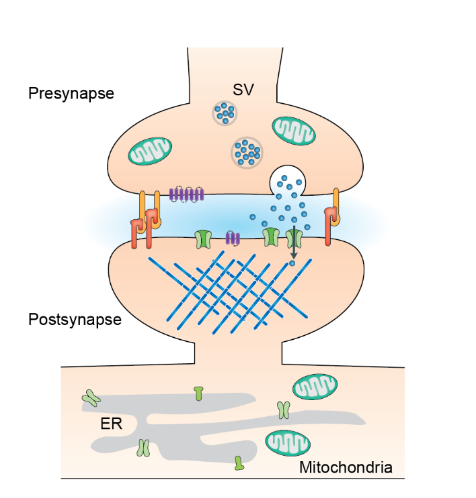 SV
Presynapse
Postsynapse
ER
Mitochondria